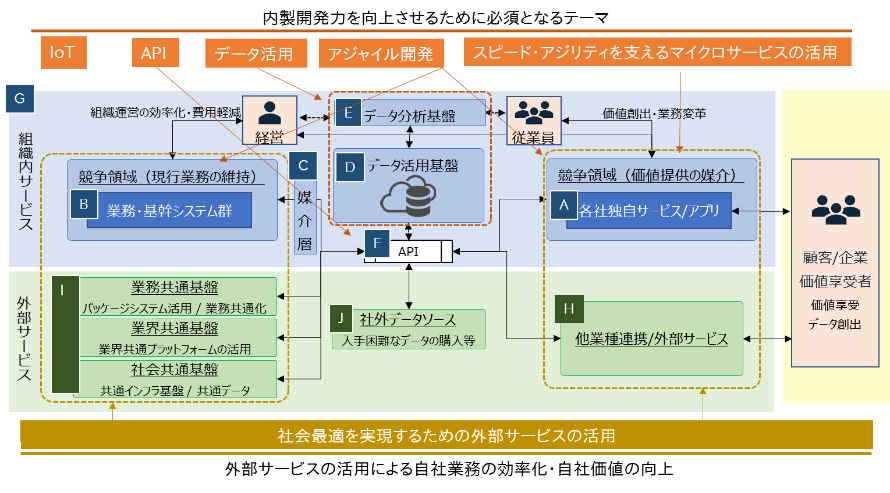 内製開発力を向上させるために必須となるテーマ
IoT
API
データ活用
アジャイル開発
スピード・アジリティを支えるマイクロサービスの活用
G
組織内サービス
組織運営の効率化・費用軽減
経営
E
データ分析基盤
従業員
価値創出・業務変革
競争領域（現行業務の維持）
B
業務・基幹システム群
C
媒介層
D
データ活用基盤
競争領域（価値提供の媒介）
A
各社独自サービス/アプリ
F
API
顧客/企業
価値享受者
価値享受
データ創出
外部サービス
I
業務共通基盤
パッケージシステム活用 / 業務共通化
業界共通基盤
業界共通プラットフォームの活用
社会共通基盤
共通インフラ基盤 / 共通データ
J
社外データソース
入手困難なデータの購入等
H
他業種連携/外部サービス
社会最適を実現するための外部サービスの活用
外部サービスの活用による自社業務の効率化・自社価値の向上